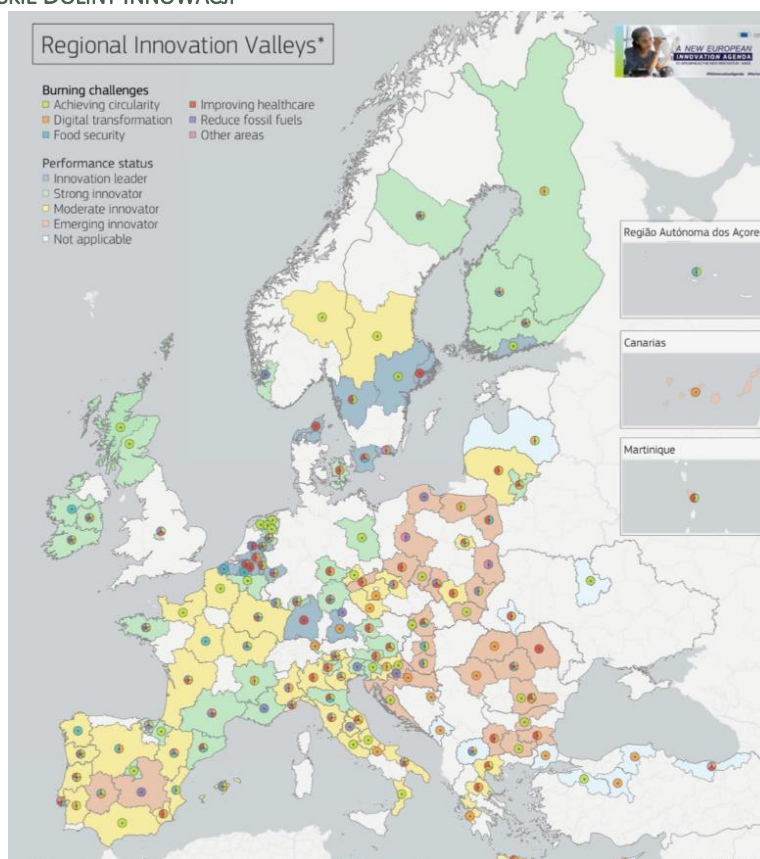 SKIE DOLINY INNOWACJI
Regional Innovation Valleys*
A NEW EUROPEAN
INNOVATION AGENDA
Burning challenges
Achieving circularity
Digital transformation
Food security
Improving healthcare
Reduce fossil fuels
Other areas
Performance status
Innovation leader
Strong innovator
Moderate innovator
Emerging innovator
Not applicable
Região Autónoma dos Açore
Canarias
Martinique